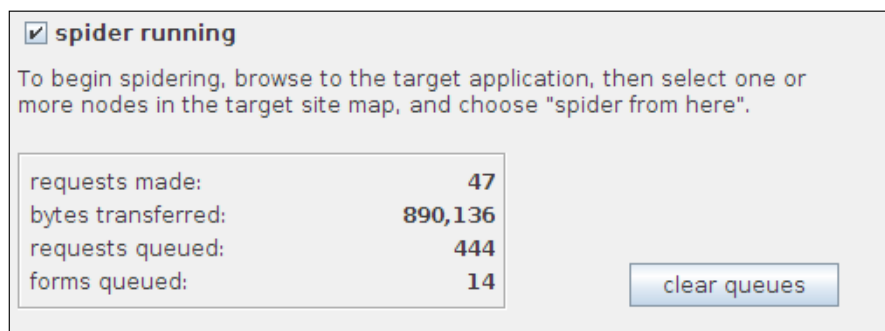 spider running
To begin spidering, browse to the target application, then select one or
more nodes in the target site map, and choose "spider from here".
requests made: 47
bytes transferred: 890,136
requests queued: 444
forms queued: 14
clear queues